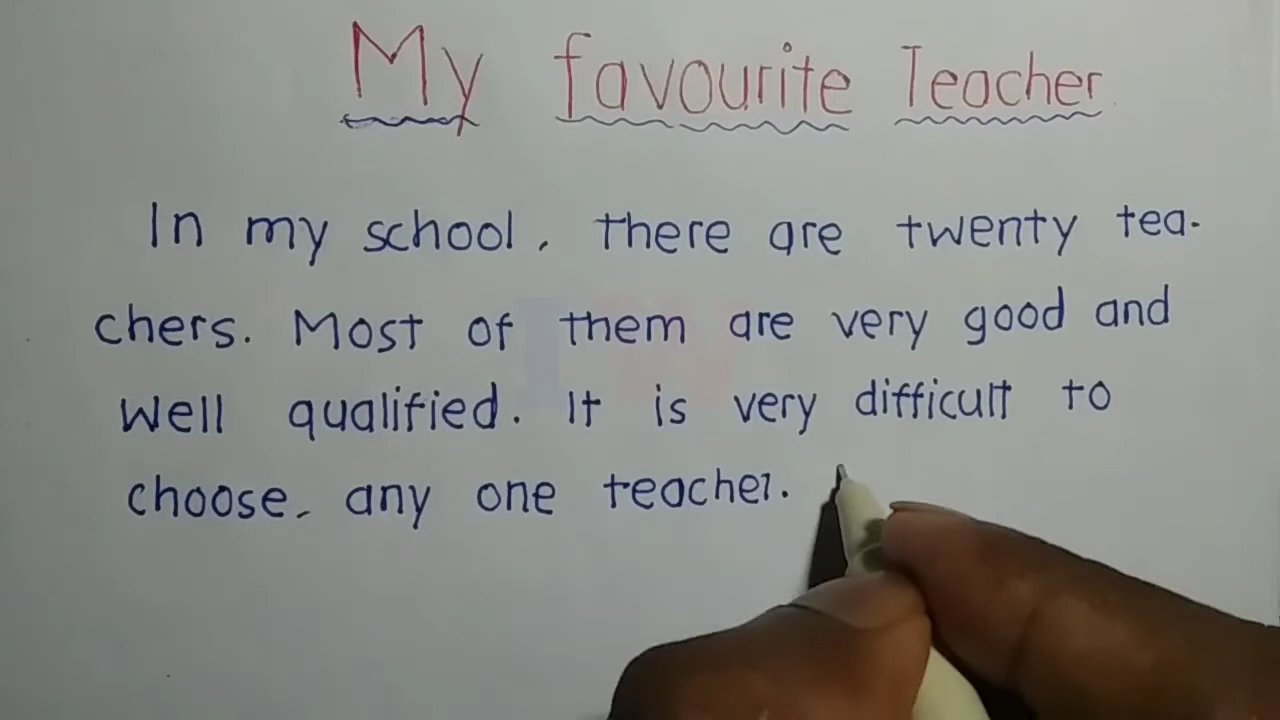 My favourite Teacher
In my school, there are twenty tea-
chers. Most of them are very good and
well qualified. It is very difficult to
choose, any one teacher.